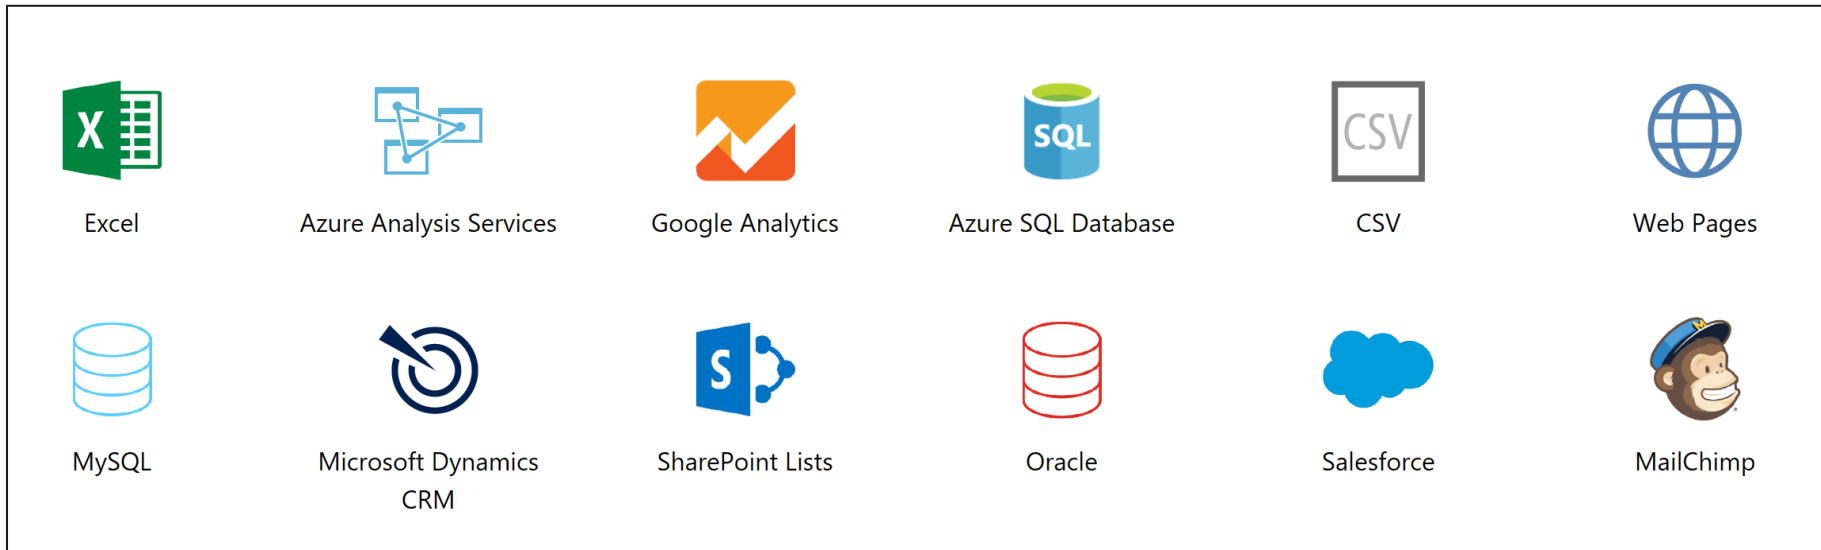 X
SQL
CSV
Excel
Azure Analysis Services
Google Analytics
Azure SQL Database
CSV
Web Pages
S
M
MySQL
Microsoft Dynamics
CRM
SharePoint Lists
Oracle
Salesforce
MailChimp